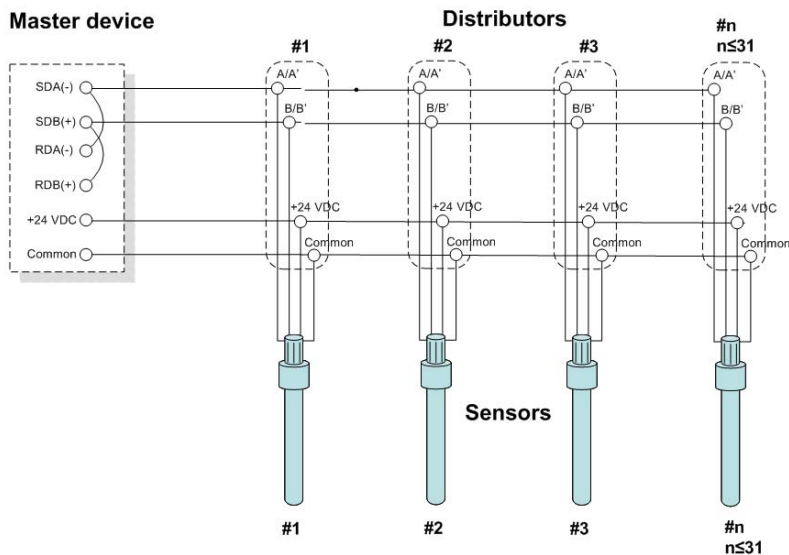 Master device
Distributors
#1
#2
#3
#n
n≤31
SDA(-)
SDB(+)
RDA(-)
RDB(+)
+24 VDC
Common
A/A'
B/B'
+24 VDC
Common
A/A'
B/B'
+24 VDC
Common
A/A'
B/B'
+24 VDC
Common
A/A'
B/B'
+24 VDC
Common
Sensors
#1
#2
#3
#n
n≤31